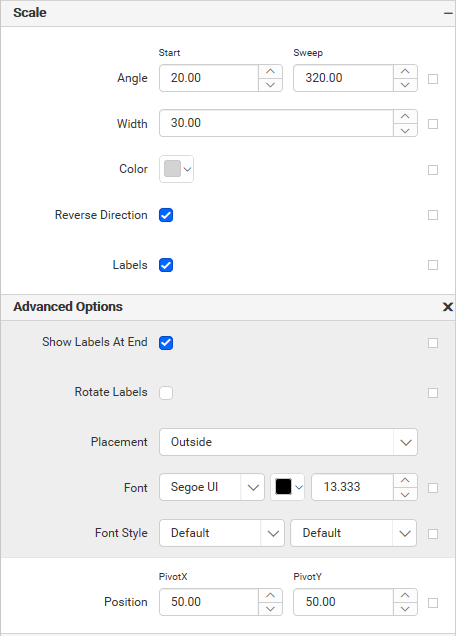 Scale
Start Sweep
Angle 20.00 320.00
Width 30.00
Color
Reverse Direction
Labels
Advanced Options
Show Labels At End
Rotate Labels
Placement Outside
Font Segoe UI 13.333
Font Style Default Default
PivotX PivotY
Position 50.00 50.00